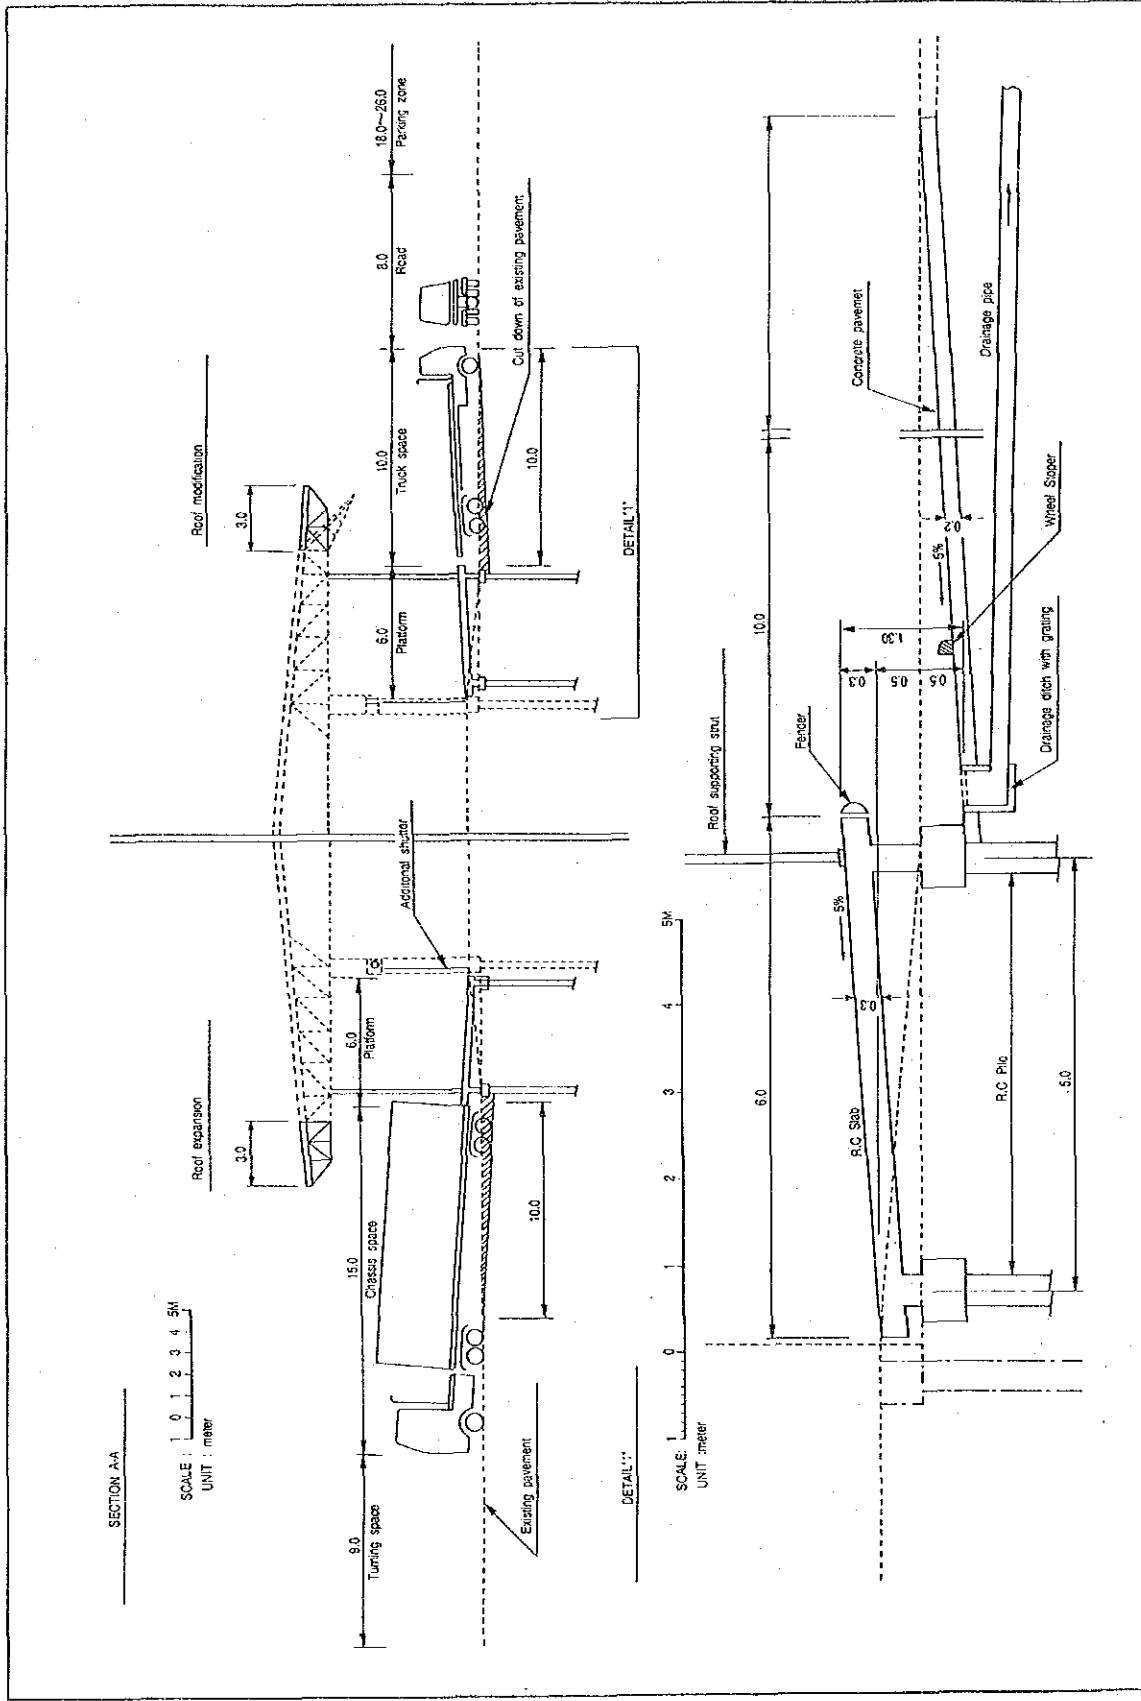 SECTION A-A
SCALE :
1 0 1 2 3 4 5M
UNIT : meter
Roof expansion
Roof modification
3.0
3.0
9.0
Turning space
15.0
Chassis space
6.0
Platform
6.0
Platform
10.0
Truck space
8.0
Road
18.0~26.0
Parking zone
Additional shutter
Existing pavement
10.0
10.0
Cut down of existing pavement
DETAIL"1"
DETAIL"1"
SCALE:
1 0 1 2 3 4 5M
UNIT :meter
Roof supporting strut
Fender
6.0
10.0
R.C Slab
0.3
5%
0.3
0.5
0.5
1.30
5%
0.2
Concrete pavemet
Wheel Stoper
Drainage pipe
Drainage ditch with grating
R.C Pile
5.0